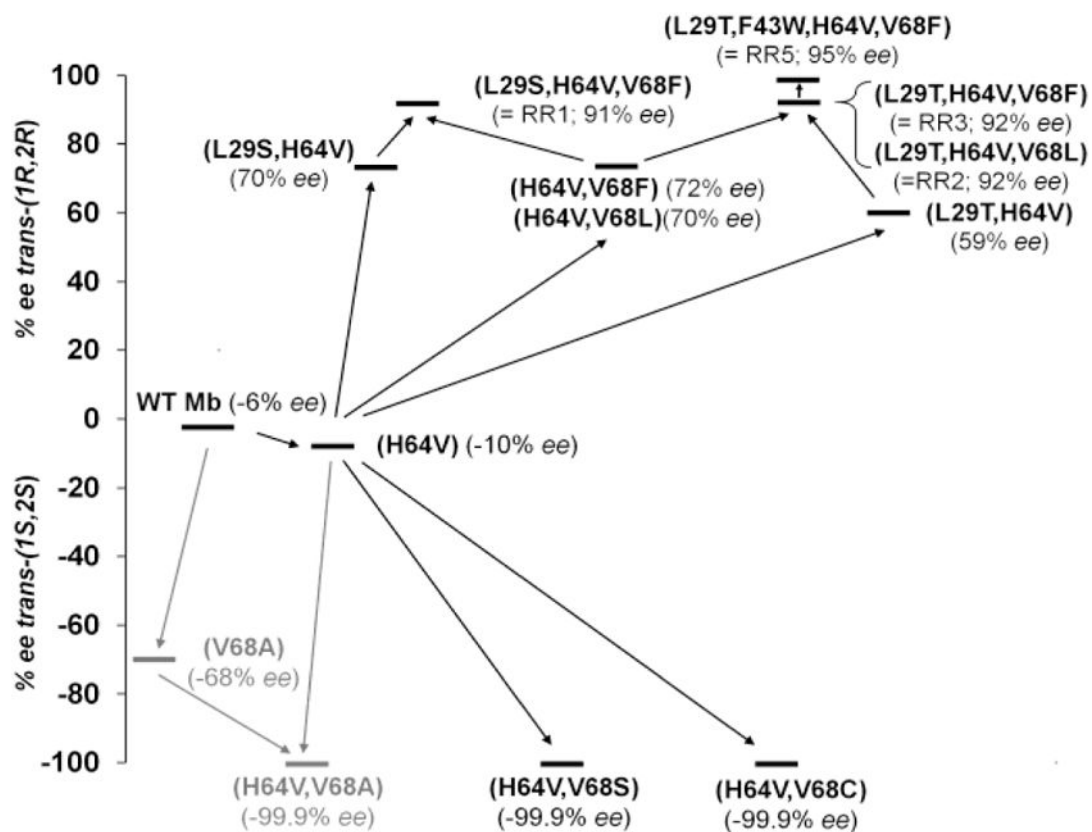 (L29T,F43W,H64V,V68F)
(= RR5; 95% ee)
(L29S,H64V,V68F)
(= RR1; 91% ee)
(L29T,H64V,V68F)
(= RR3; 92% ee)
(L29T,H64V,V68L)
(=RR2; 92% ee)
(L29S,H64V)
(70% ee)
(H64V,V68F) (72% ee)
(H64V,V68L)(70% ee)
(L29T,H64V)
(59% ee)
% ee trans-(1R,2R)
100
80
60
40
20
0
-20
-40
-60
-80
-100
% ee trans-(1S,2S)
WT Mb (-6% ee)
(H64V) (-10% ee)
(V68A)
(-68% ee)
(H64V,V68A)
(-99.9% ee)
(H64V,V68S)
(-99.9% ee)
(H64V,V68C)
(-99.9% ee)